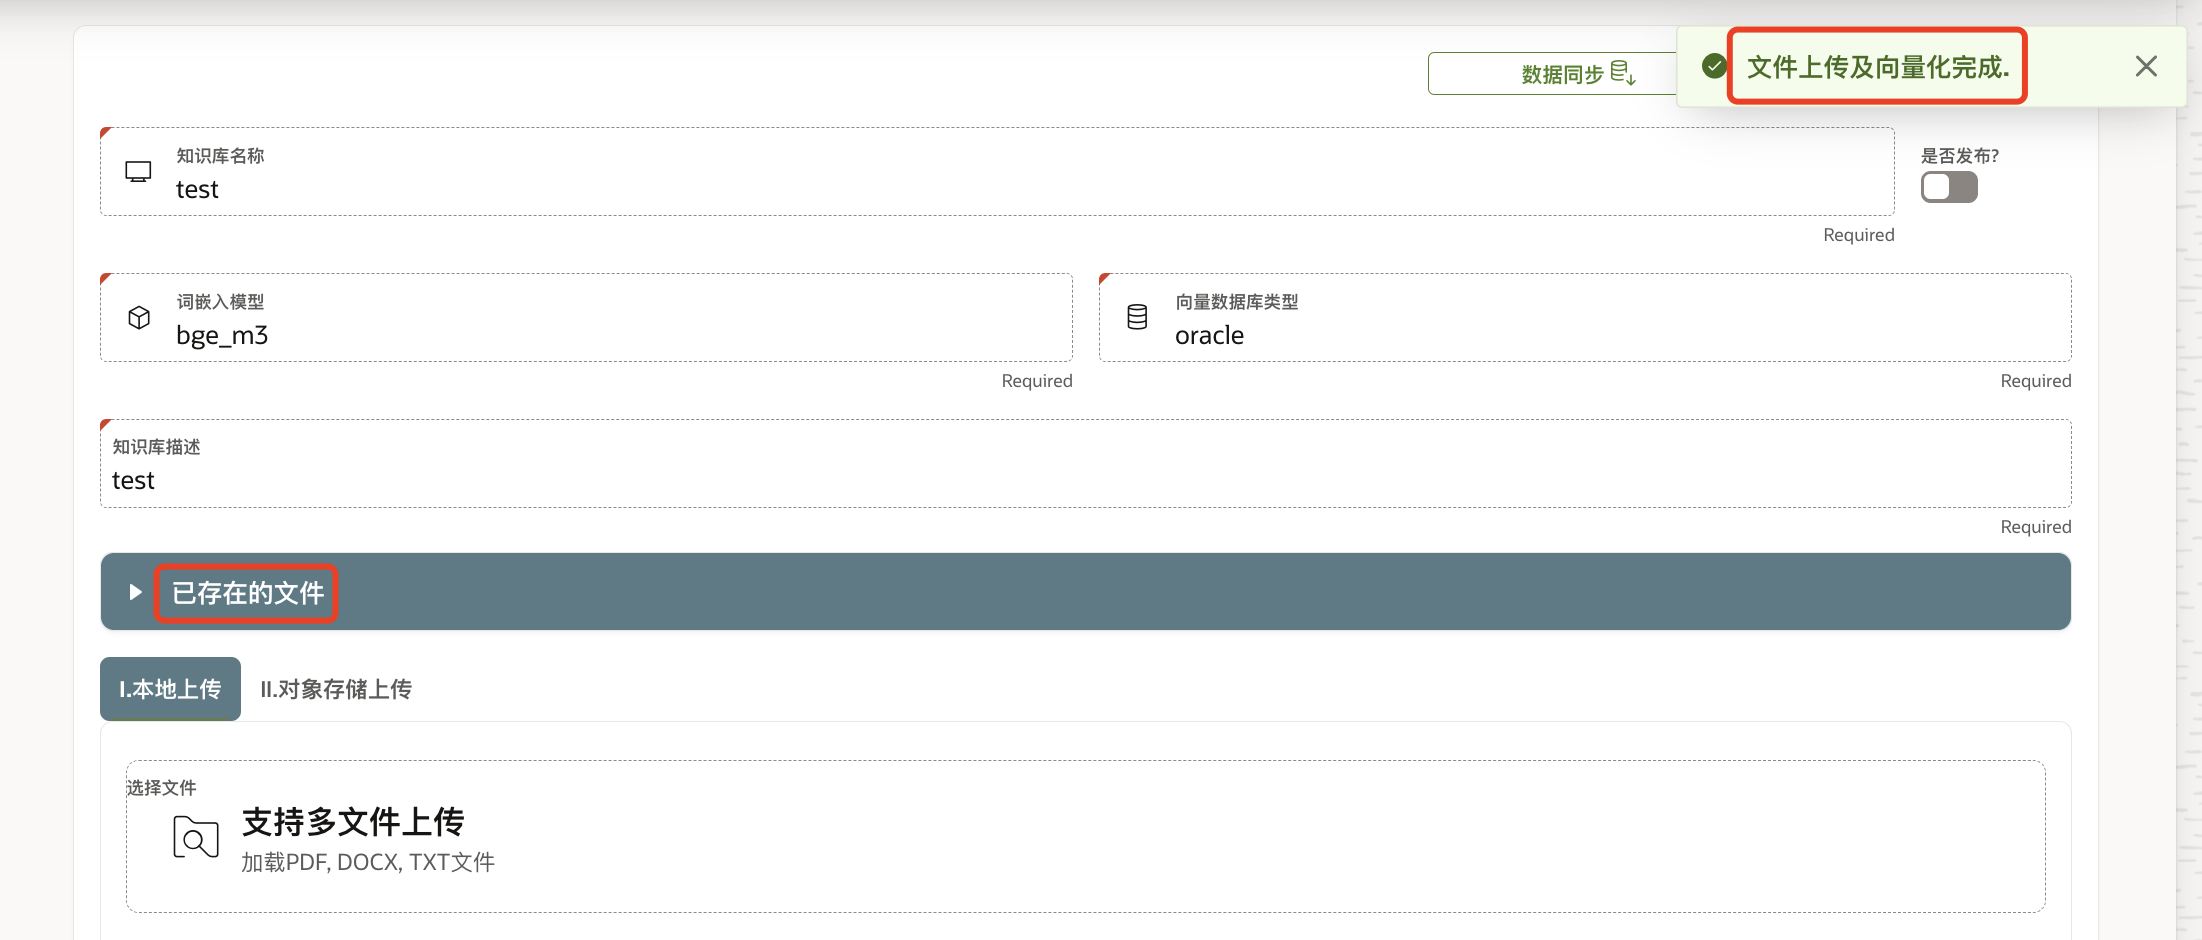 数据同步
文件上传及向量化完成.
知识库名称
test
是否发布?
Required
词嵌入模型
bge_m3
Required
向量数据库类型
oracle
Required
知识库描述
test
Required
已存在的文件
I.本地上传
II.对象存储上传
选择文件
支持多文件上传
加载PDF, DOCX, TXT文件